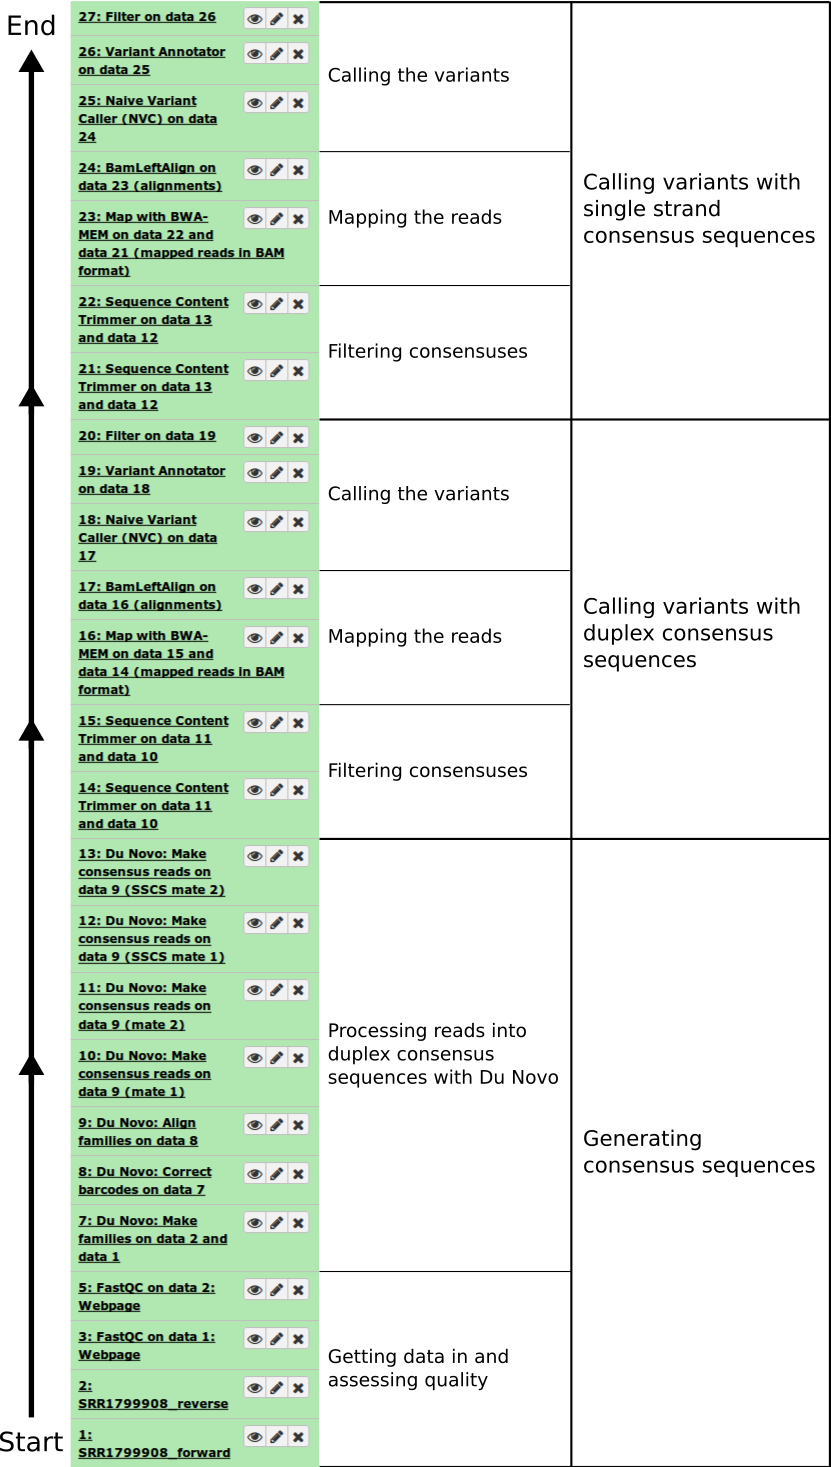 End
27: Filter on data 26
26: Variant Annotator
on data 25
25: Naive Variant
Caller (NVC) on data
24
Calling the variants
24: BamLeftAlign on
data 23 (alignments)
23: Map with BWA-
MEM on data 22 and
data 21 (mapped reads in BAM
format)
Mapping the reads
22: Sequence Content
Trimmer on data 13
and data 12
21: Sequence Content
Trimmer on data 13
and data 12
Filtering consensuses
Calling variants with
single strand
consensus sequences
20: Filter on data 19
19: Variant Annotator
on data 18
18: Naive Variant
Caller (NVC) on data
17
Calling the variants
17: BamLeftAlign on
data 16 (alignments)
16: Map with BWA-
MEM on data 15 and
data 14 (mapped reads in BAM
format)
Mapping the reads
15: Sequence Content
Trimmer on data 11
and data 10
14: Sequence Content
Trimmer on data 11
and data 10
Filtering consensuses
Calling variants with
duplex consensus
sequences
13: Du Novo: Make
consensus reads on
data 9 (SSCS mate 2)
12: Du Novo: Make
consensus reads on
data 9 (SSCS mate 1)
11: Du Novo: Make
consensus reads on
data 9 (mate 2)
10: Du Novo: Make
consensus reads on
data 9 (mate 1)
9: Du Novo: Align
families on data 8
8: Du Novo: Correct
barcodes on data 7
7: Du Novo: Make
families on data 2 and
data 1
Processing reads into
duplex consensus
sequences with Du Novo
5: FastQC on data 2:
Webpage
3: FastQC on data 1:
Webpage
2:
SRR1799908_reverse
1:
SRR1799908_forward
Getting data in and
assessing quality
Generating
consensus sequences
Start